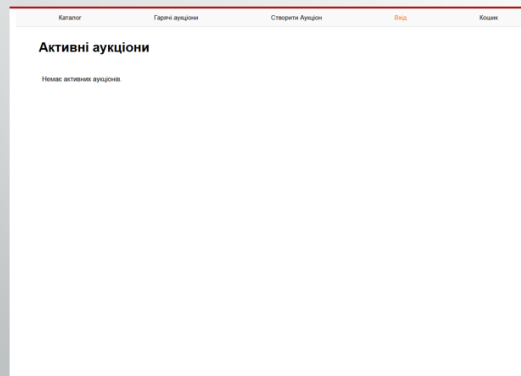 Каталог Гарячі аукціони Створити Аукціон Вхід Кошик
Активні аукціони
Немає активних аукціонів.